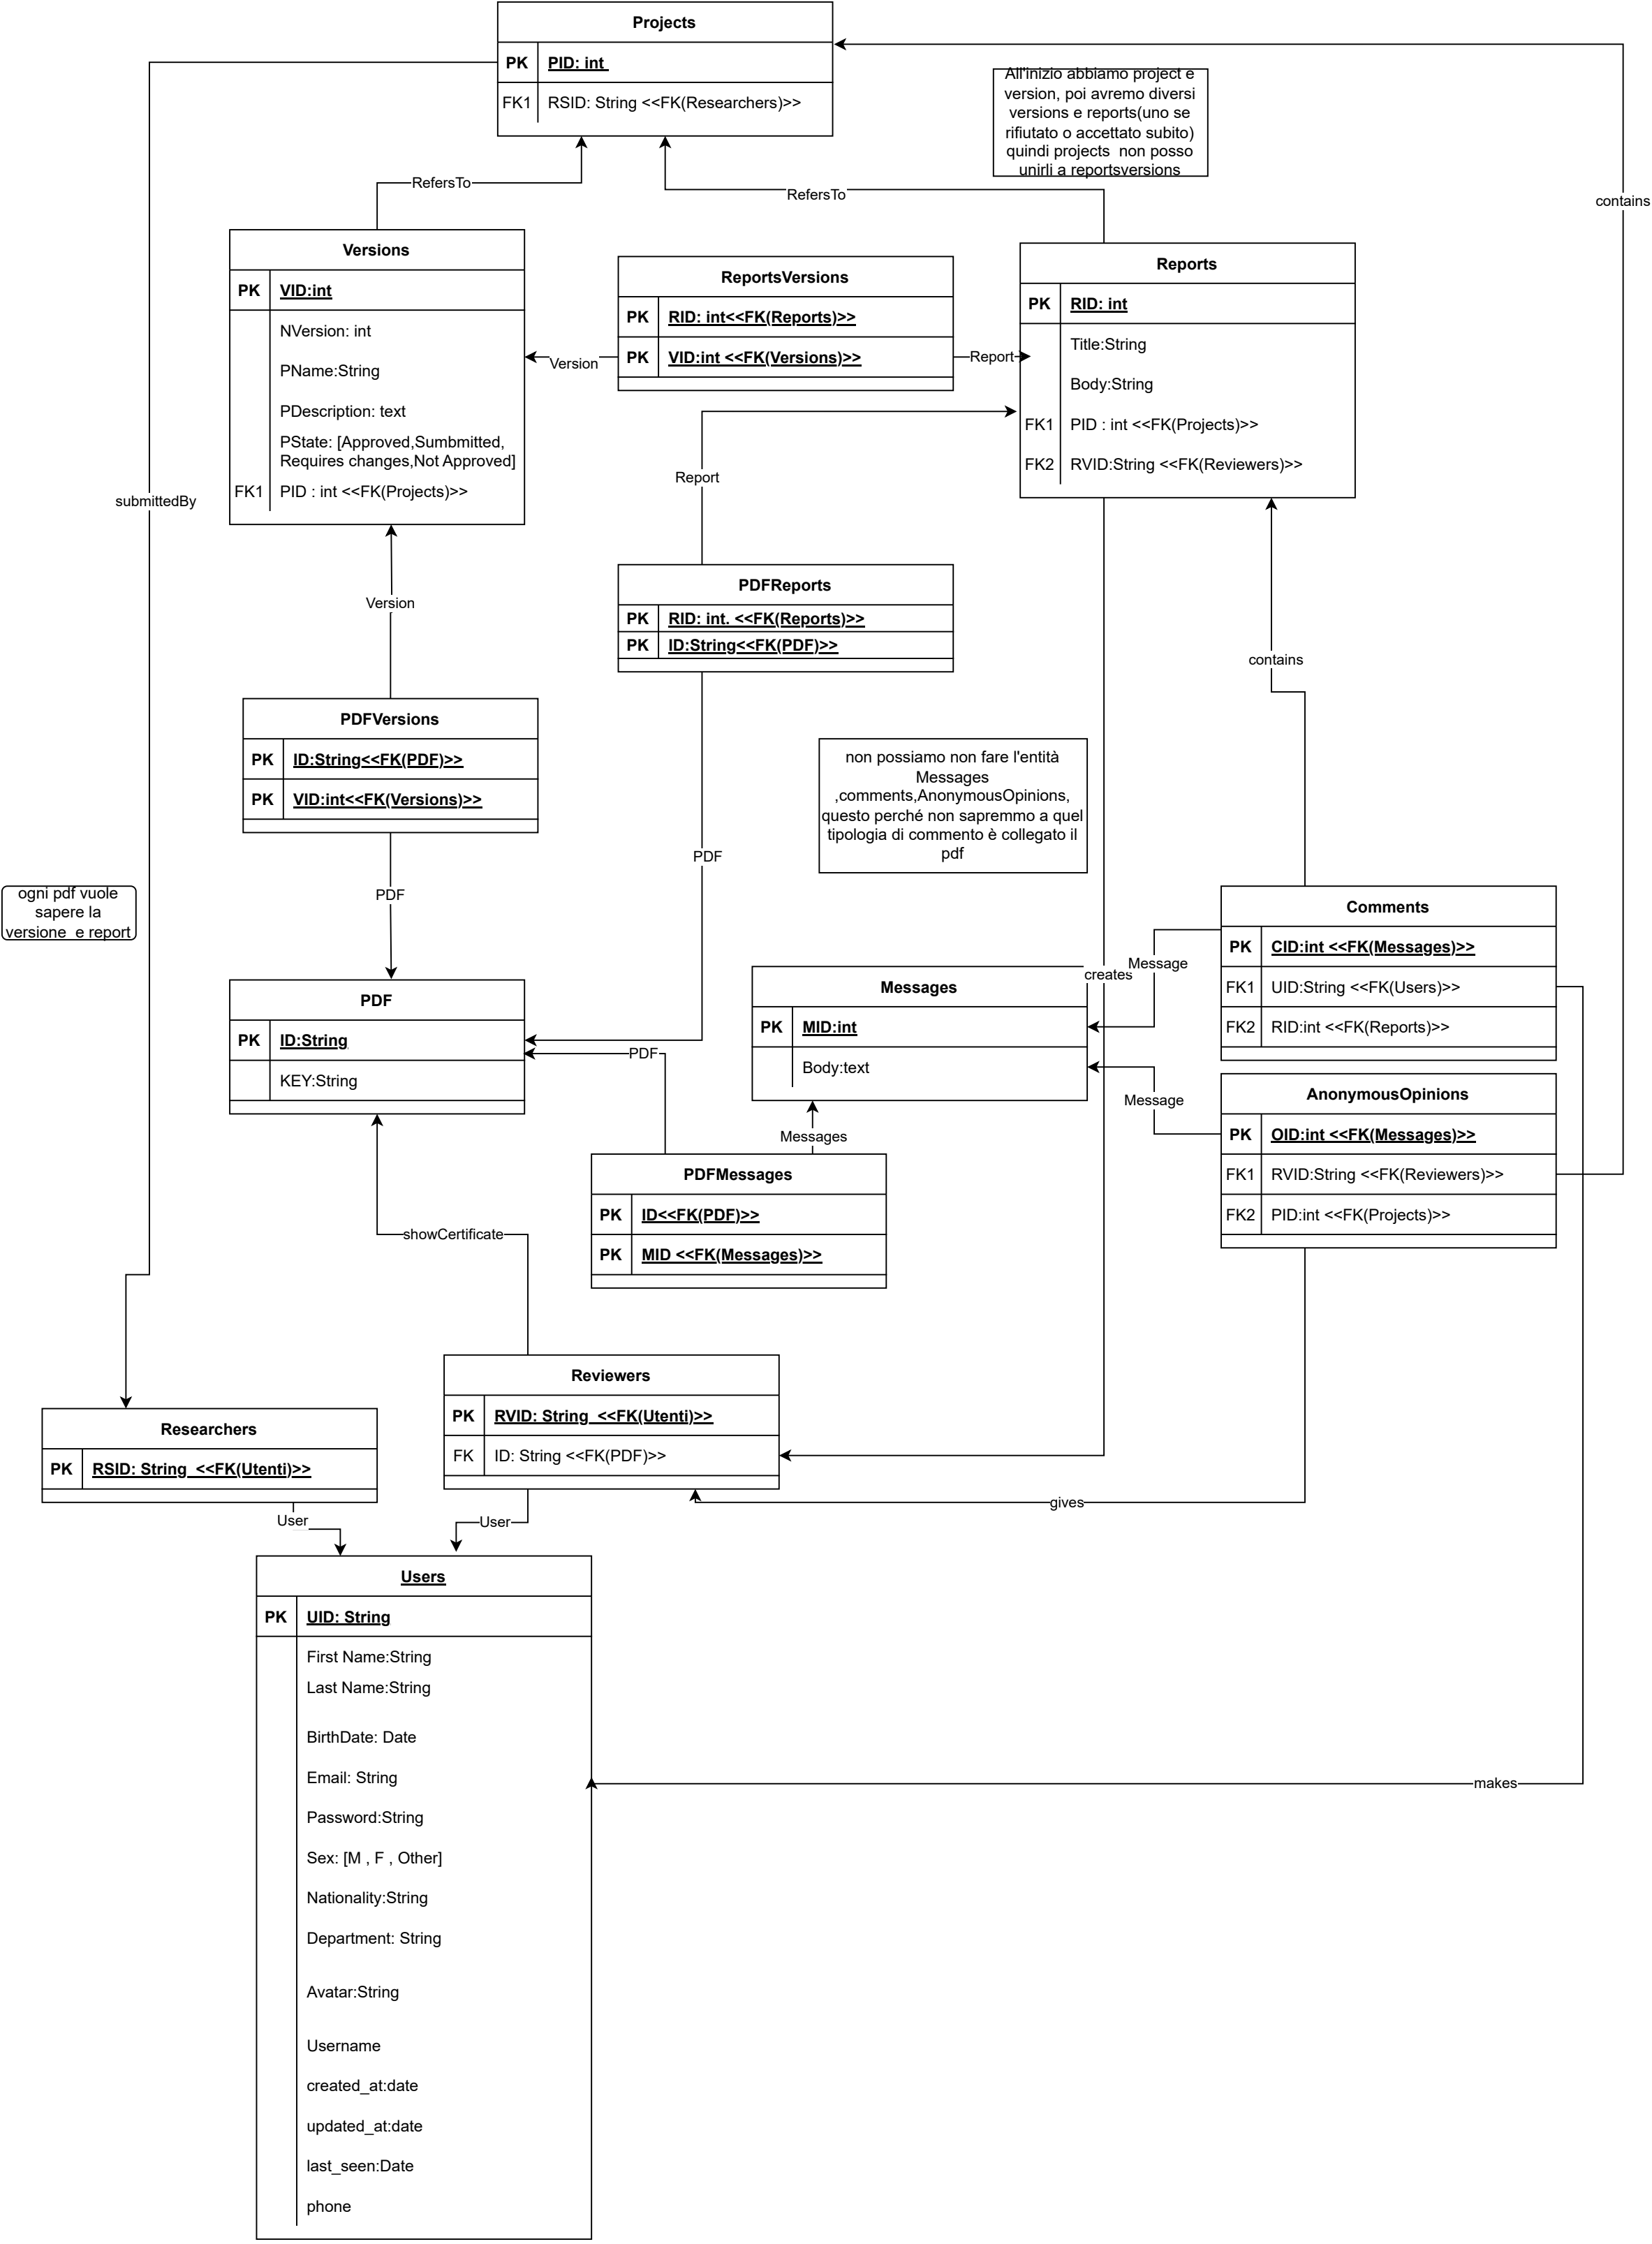 Projects
PK
PID: int
FK1
RSID: String <<FK(Researchers)>>
All'inizio abbiamo project e
version, poi avremo diversi
versions e reports(uno se
rifiutato o accettato subito)
quindi projects  non posso
unirli a reportsversions
RefersTo
RefersTo
contains
Versions
PK
VID:int
NVersion: int
PName:String
PDescription: text
PState: [Approved,Sumbmitted,
Requires changes,Not Approved]
FK1
PID : int <<FK(Projects)>>
ReportsVersions
PK
RID: int<<FK(Reports)>>
PK
VID:int <<FK(Versions)>>
Version
Report
Reports
PK
RID: int
Title:String
Body:String
FK1
PID : int <<FK(Projects)>>
FK2
RVID:String <<FK(Reviewers)>>
Report
submittedBy
Version
PDFReports
PK
RID: int. <<FK(Reports)>>
PK
ID:String<<FK(PDF)>>
contains
PDFVersions
PK
ID:String<<FK(PDF)>>
PK
VID:int<<FK(Versions)>>
non possiamo non fare l'entità
Messages
,comments,AnonymousOpinions,
questo perché non sapremmo a quel
tipologia di commento è collegato il
pdf
PDF
PDF
ogni pdf vuole
sapere la
versione  e report
PDF
PK
ID:String
KEY:String
PDF
Messages
PK
MID:int
Body:text
creates
Message
Comments
PK
CID:int <<FK(Messages)>>
FK1
UID:String <<FK(Users)>>
FK2
RID:int <<FK(Reports)>>
Message
AnonymousOpinions
PK
OID:int <<FK(Messages)>>
FK1
RVID:String <<FK(Reviewers)>>
FK2
PID:int <<FK(Projects)>>
Messages
PDFMessages
PK
ID<<FK(PDF)>>
PK
MID <<FK(Messages)>>
showCertificate
Reviewers
PK
RVID: String  <<FK(Utenti)>>
FK
ID: String <<FK(PDF)>>
Researchers
PK
RSID: String  <<FK(Utenti)>>
User
User
gives
Users
PK
UID: String
First Name:String
Last Name:String
BirthDate: Date
Email: String
Password:String
Sex: [M , F , Other]
Nationality:String
Department: String
Avatar:String
Username
created_at:date
updated_at:date
last_seen:Date
phone
makes